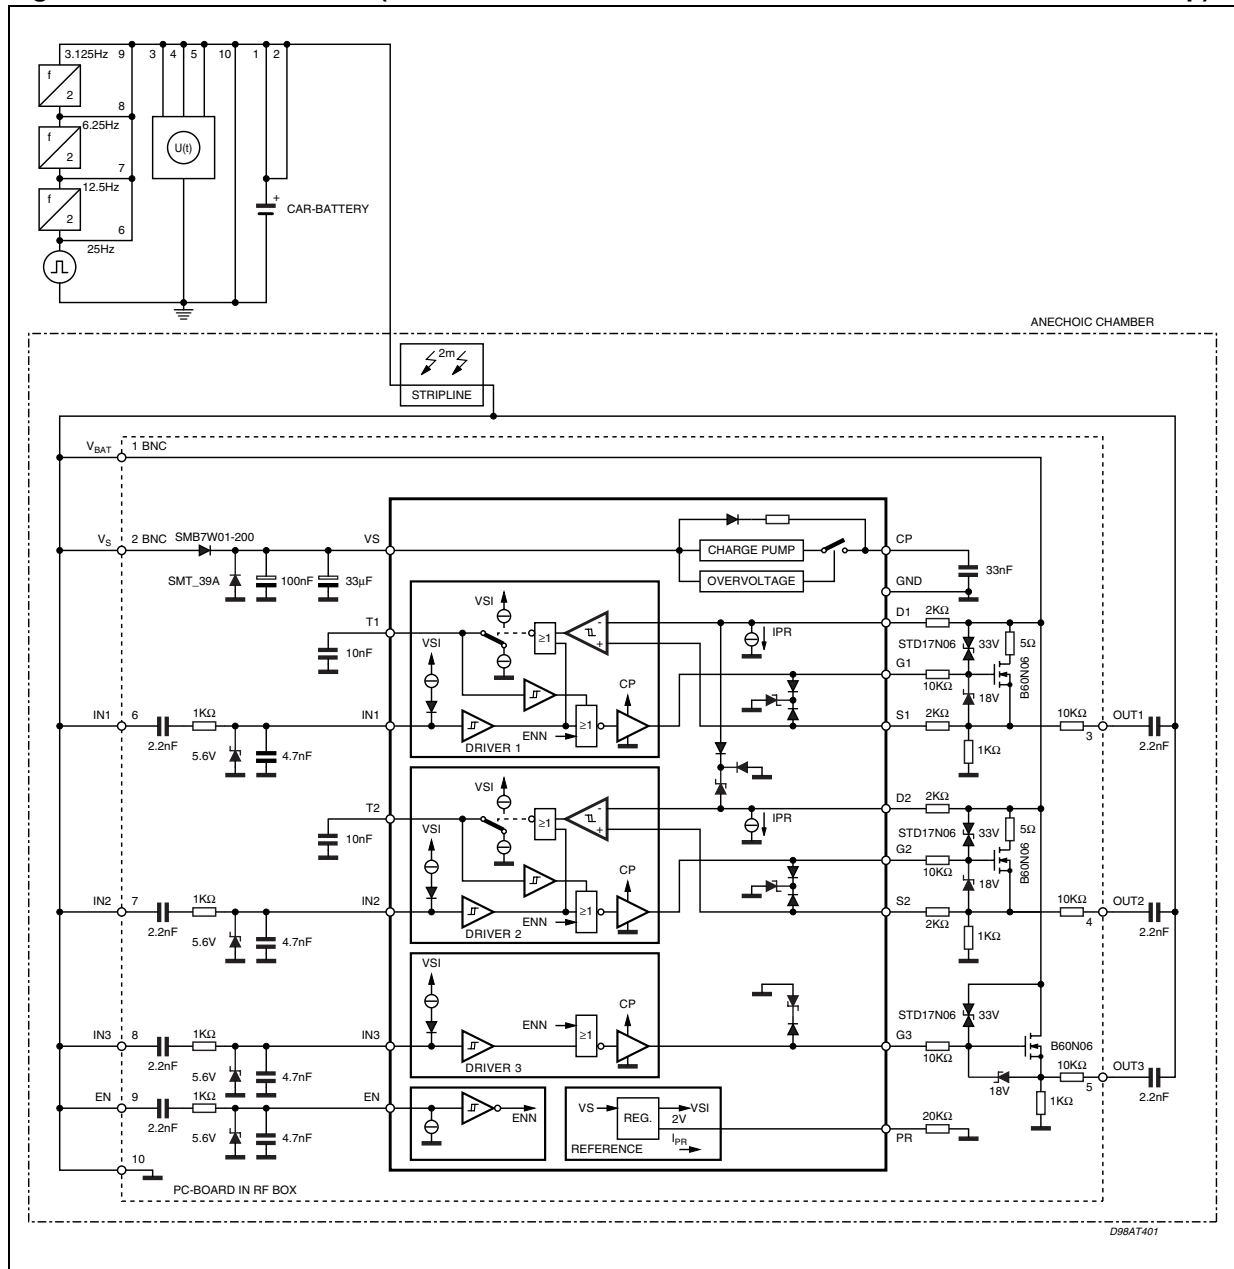 3.125Hz 9 3 4 5 10 1 2
f
2
8
6.25Hz
f
2
U(t)
7
12.5Hz
f
2
+
CAR-BATTERY
6
25Hz
ANECHOIC CHAMBER
2m
STRIPLINE
VBAT 1 BNC
VS 2 BNC SMB7W01-200 VS
CHARGE PUMP
CP
SMT_39A 100nF 33µF
OVERVOLTAGE
33nF
GND
VSI
T1
10nF
VSI
≥1
-
+
IPR
D1 2KΩ
STD17N06 33V 5Ω
CP
G1
10KΩ 18V B60N06
IN1 6 1KΩ IN1
2.2nF 5.6V 4.7nF
ENN ≥1
DRIVER 1
S1 2KΩ
10KΩ OUT1
3
1KΩ 2.2nF
VSI
T2
10nF
VSI
≥1
-
+
IPR
D2 2KΩ
STD17N06 33V 5Ω
CP
G2
10KΩ 18V B60N06
IN2 7 1KΩ IN2
2.2nF 5.6V 4.7nF
ENN ≥1
DRIVER 2
S2
2KΩ
10KΩ OUT2
4
1KΩ 2.2nF
VSI
CP
STD17N06 33V
IN3 8 1KΩ IN3
2.2nF 5.6V 4.7nF
ENN ≥1
DRIVER 3
G3
10KΩ B60N06
10KΩ OUT3
5
18V 1KΩ 2.2nF
EN 9 1KΩ EN
2.2nF 5.6V 4.7nF
ENN
VS REG. VSI
2V
IPR
REFERENCE
20KΩ
PR
10
PC-BOARD IN RF BOX
D98AT401